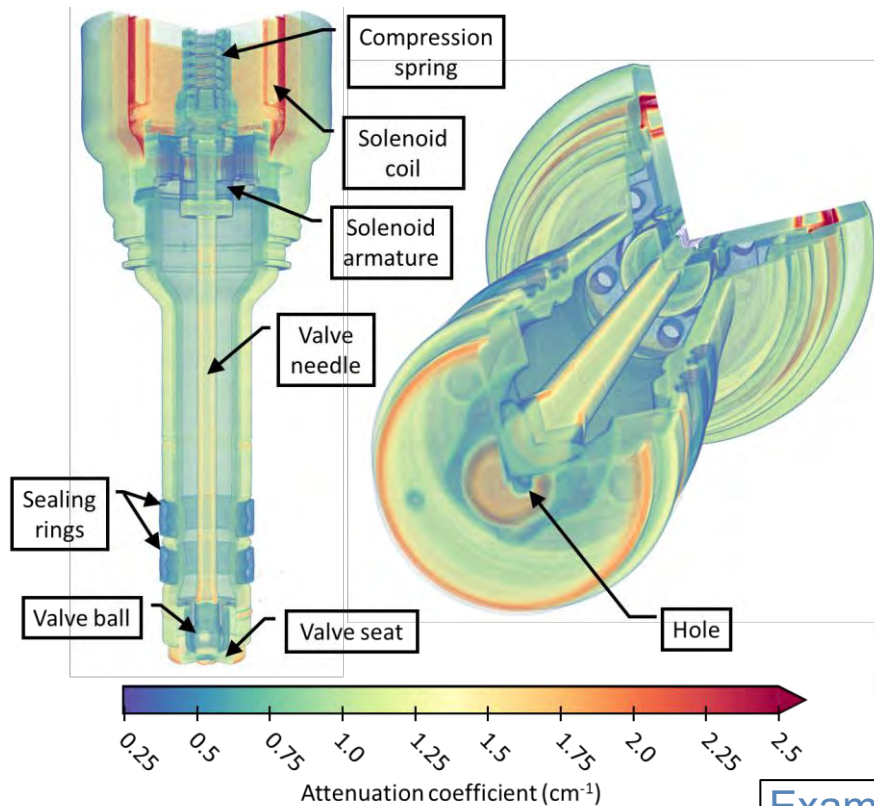 Compression
spring
Solenoid
coil
Solenoid
armature
Valve
needle
Sealing
rings
Valve ball
Valve seat
Hole
0.25
0.5
0.75
1.0
1.25
1.5
1.75
2.0
2.25
2.5
Attenuation coefficient (cm⁻¹)
Exam